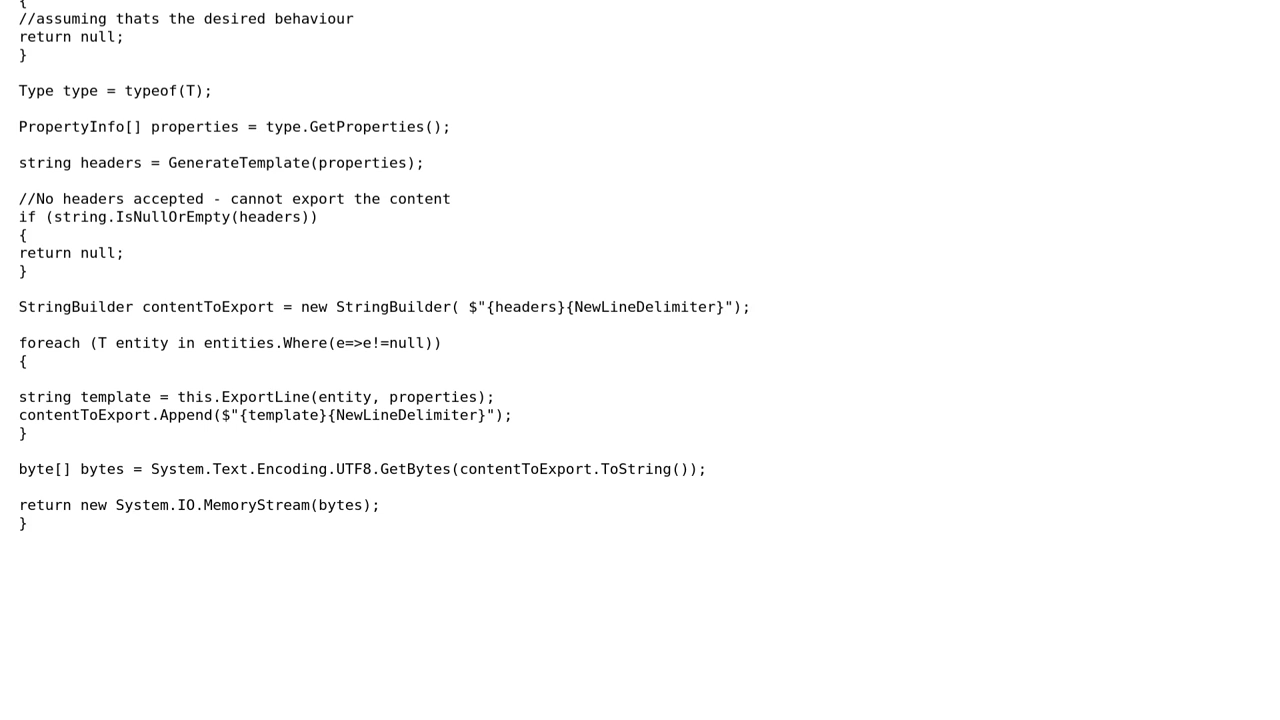 {
//assuming thats the desired behaviour
return null;
}
Type type = typeof(T);
PropertyInfo[] properties = type.GetProperties();
string headers = GenerateTemplate(properties);
//No headers accepted - cannot export the content
if (string.IsNullOrEmpty(headers))
{
return null;
}
StringBuilder contentToExport = new StringBuilder( $"{headers}{NewLineDelimiter}");
foreach (T entity in entities.Where(e=>e!=null))
{
string template = this.ExportLine(entity, properties);
contentToExport.Append($"{template}{NewLineDelimiter}");
}
byte[] bytes = System.Text.Encoding.UTF8.GetBytes(contentToExport.ToString());
return new System.IO.MemoryStream(bytes);
}